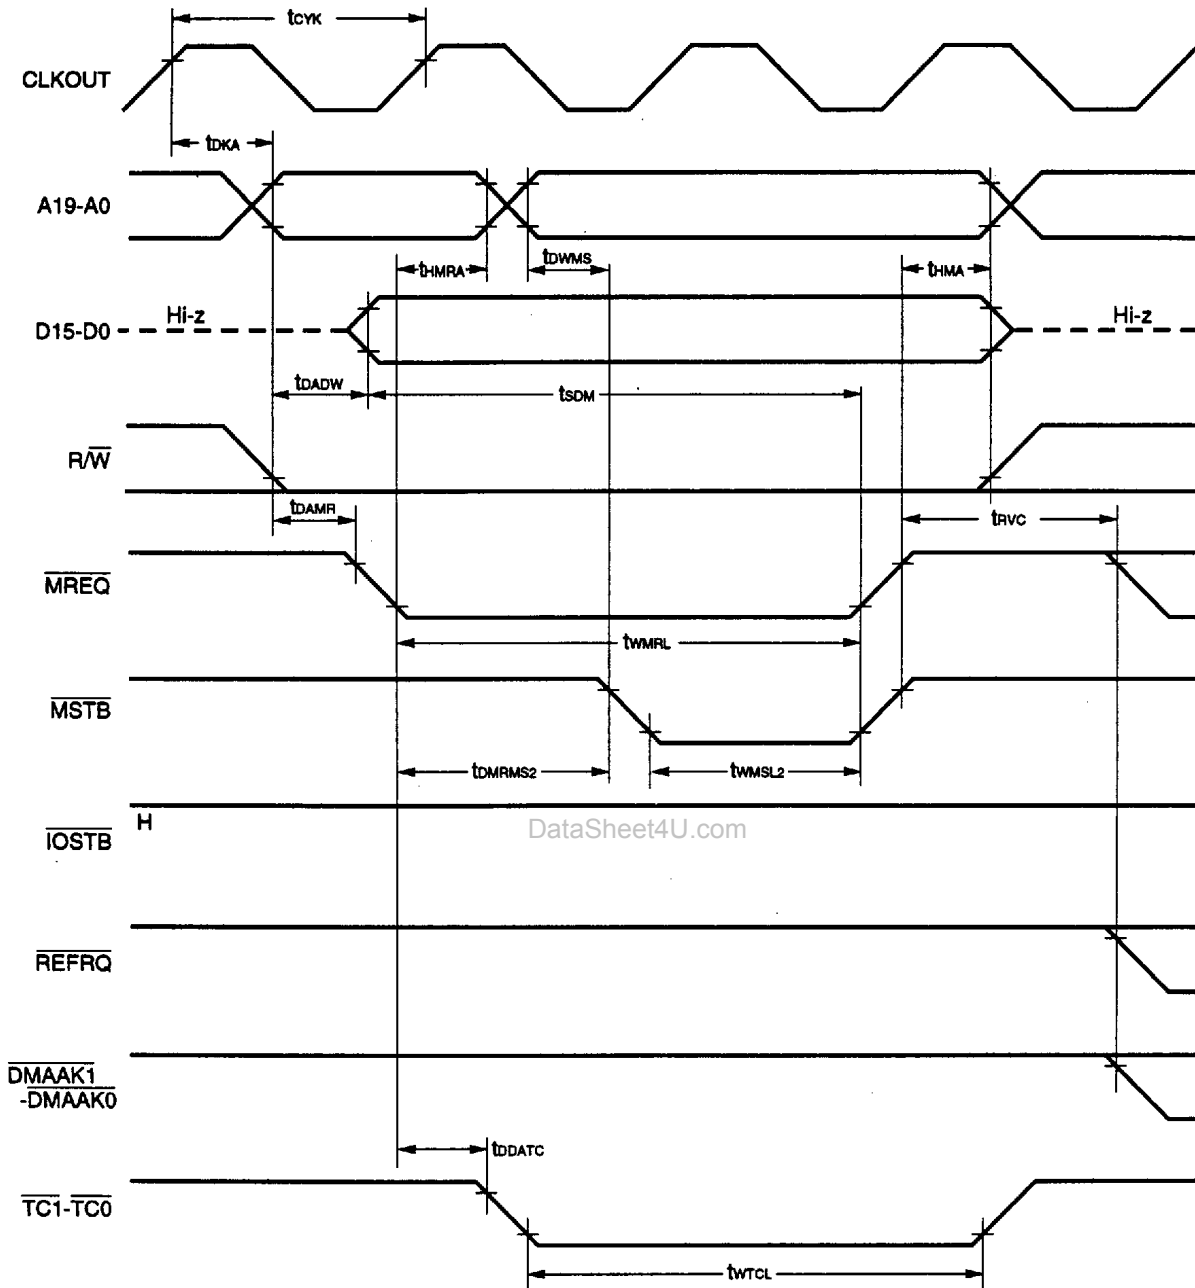 tCYK
CLKOUT
tDKA
A19-A0
tHMRA
tDWMS
tHMA
Hi-z
Hi-z
D15-D0
tDADW
tSDM
R/W
tDAMR
tRVC
MREQ
tWMRL
MSTB
tDMRMS2
tWMSL2
H
DataSheet4U.com
IOSTB
REFRQ
DMAAK1
-DMAAK0
tDDATC
TC1-TC0
tWTCL